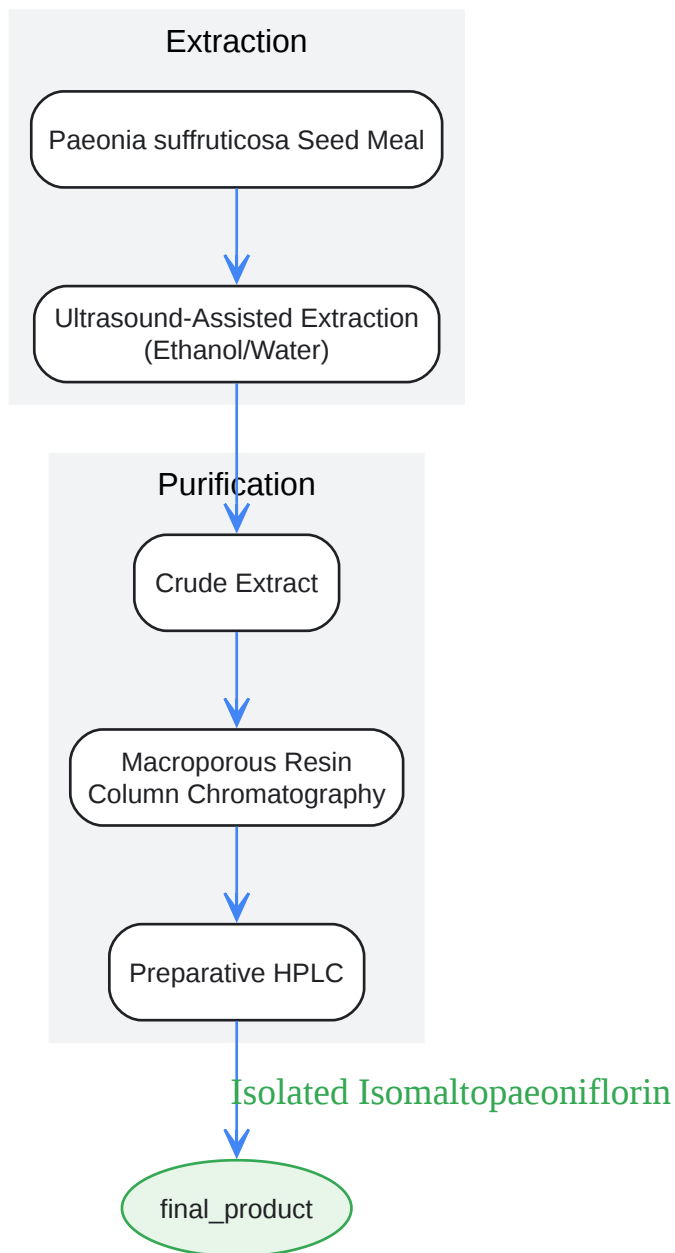 Extraction
Paeonia suffruticosa Seed Meal
Ultrasound-Assisted Extraction
(Ethanol/Water)
Purification
Crude Extract
Macroporous Resin
Column Chromatography
Preparative HPLC
Isolated Isomaltopaeoniflorin
final_product